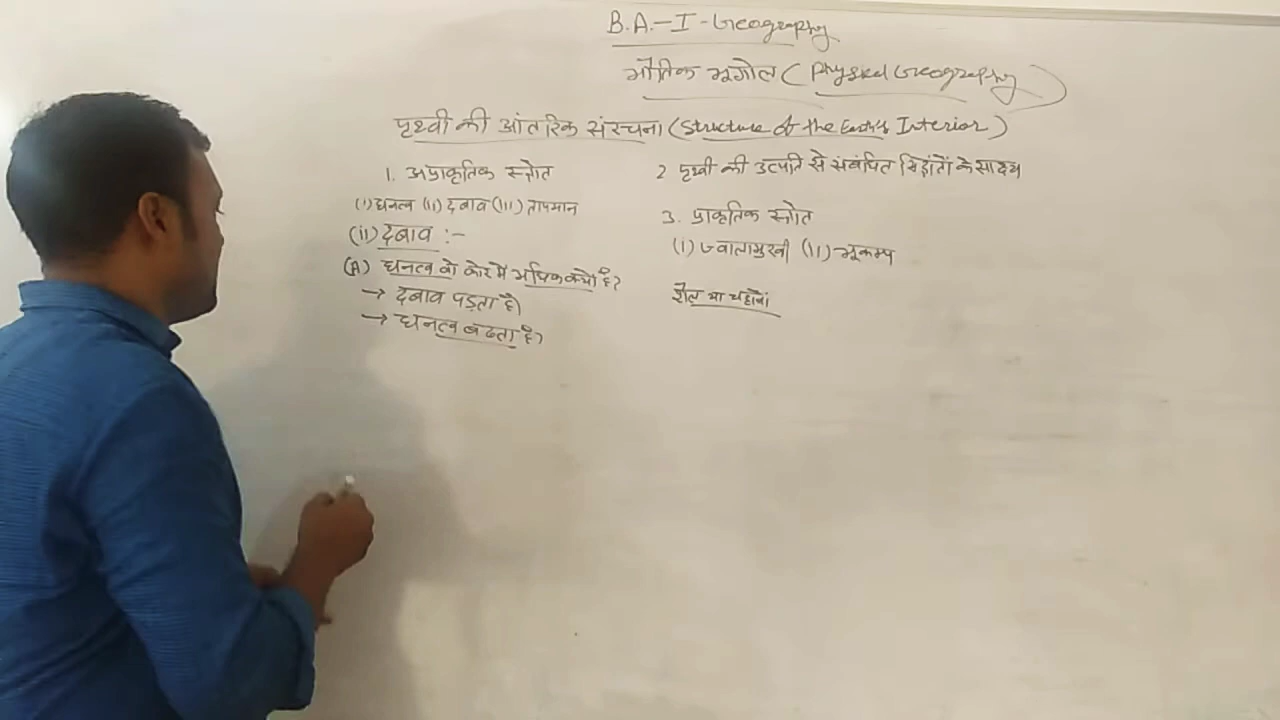 B.A.-I-Geography
भौतिक भूगोल (Physical Geography)
पृथ्वी की आंतरिक संरचना (Structure of the Earth's Interior)
1. अप्राकृतिक स्त्रोत
(I) घनत्व (II) दबाव (III) तापमान
(II) दबाव :-
(A) घनत्व को कोर में अधिक क्यों है?
→ दबाव पड़ता है।
→ घनत्व बढता है?
2 पृथ्वी की उत्पति से संबंधित सिद्वांतों के साक्ष्य
3. प्राकृतिक स्त्रोत
(I) ज्वालामुखी (II) भूकम्प
शैल या चट्टानों